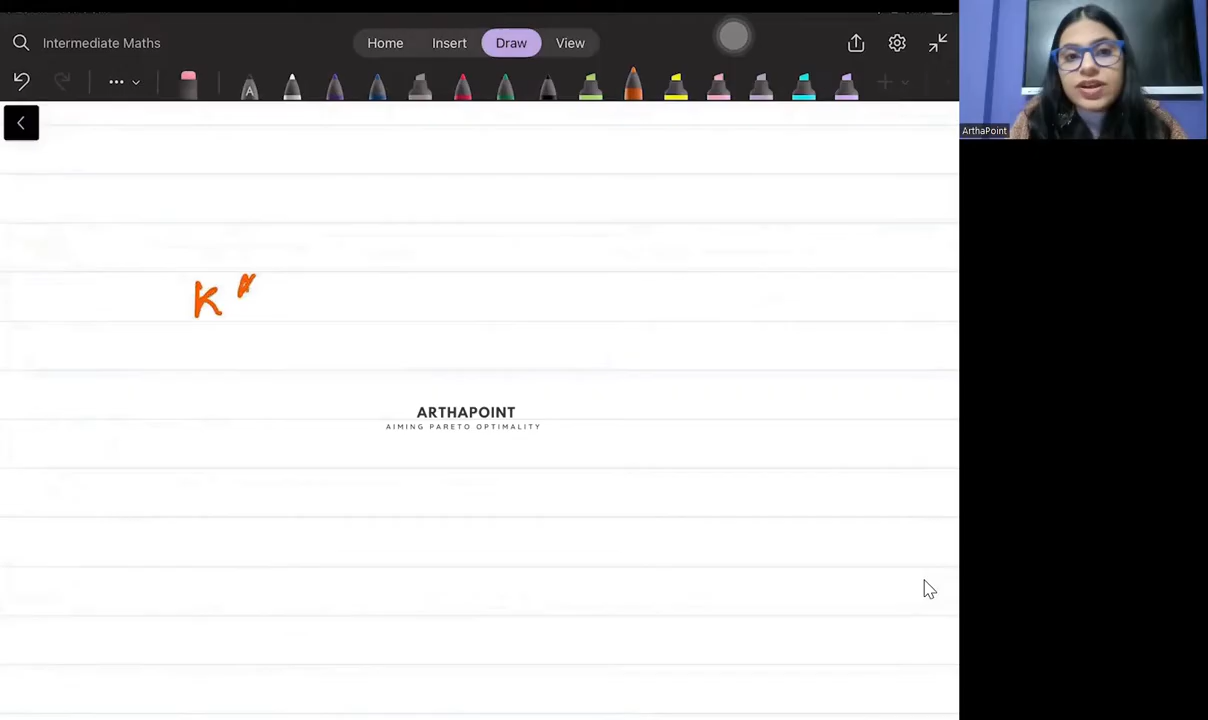 Intermediate Maths
Home Insert Draw View
A
K
ARTHAPOINT
AIMING PARETO OPTIMALITY
ArthaPoint